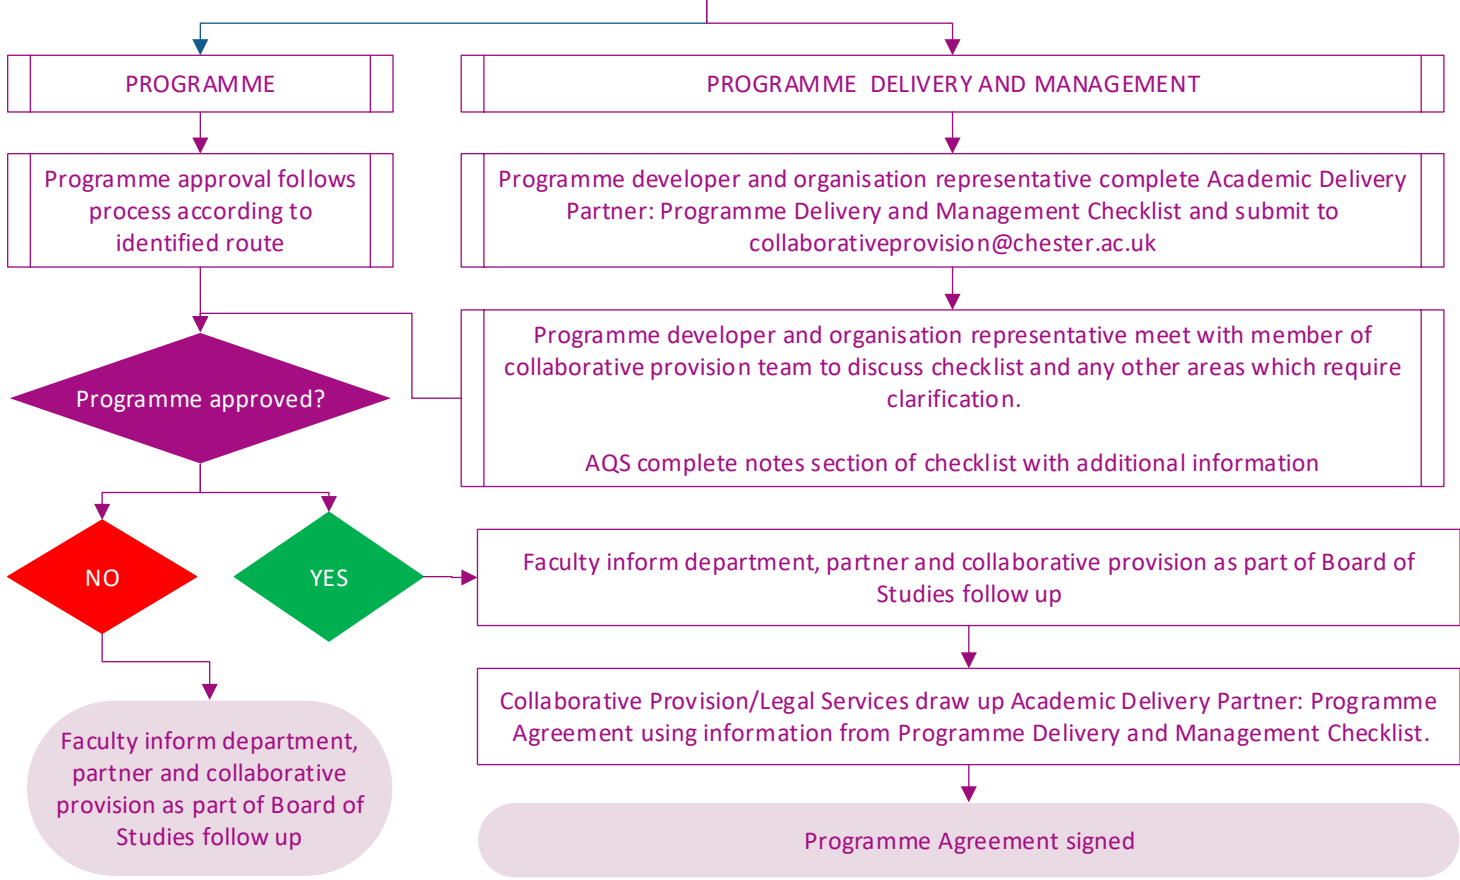 PROGRAMME
PROGRAMME DELIVERY AND MANAGEMENT
Programme approval follows
process according to
identified route
Programme developer and organisation representative complete Academic Delivery
Partner: Programme Delivery and Management Checklist and submit to
collaborativeprovision@chester.ac.uk
Programme developer and organisation representative meet with member of
collaborative provision team to discuss checklist and any other areas which require
clarification.
AQS complete notes section of checklist with additional information
Programme approved?
NO
YES
Faculty inform department, partner and collaborative provision as part of Board of
Studies follow up
Collaborative Provision/Legal Services draw up Academic Delivery Partner: Programme
Agreement using information from Programme Delivery and Management Checklist.
Faculty inform department,
partner and collaborative
provision as part of Board of
Studies follow up
Programme Agreement signed